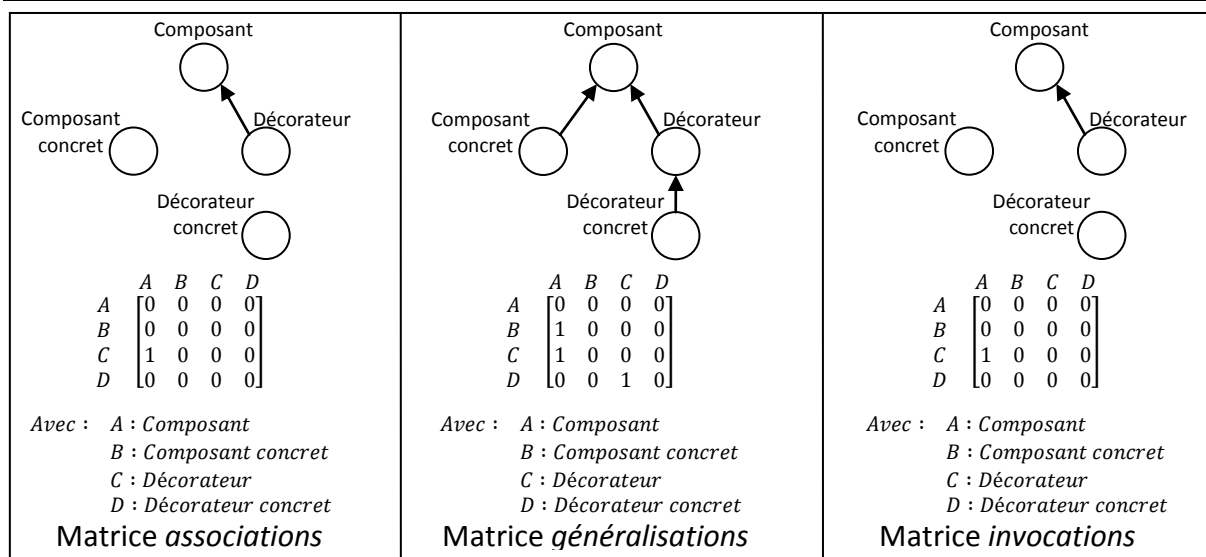 Composant
Composant
concret
Décorateur
Décorateur
concret
A B C D
A 0 0 0 0
B 0 0 0 0
C 1 0 0 0
D 0 0 0 0
Avec : A : Composant
B : Composant concret
C : Décorateur
D : Décorateur concret
Matrice associations
Composant
Composant
concret
Décorateur
Décorateur
concret
A B C D
A 0 0 0 0
B 1 0 0 0
C 1 0 0 0
D 0 0 1 0
Avec : A : Composant
B : Composant concret
C : Décorateur
D : Décorateur concret
Matrice généralisations
Composant
Composant
concret
Décorateur
Décorateur
concret
A B C D
A 0 0 0 0
B 0 0 0 0
C 1 0 0 0
D 0 0 0 0
Avec : A : Composant
B : Composant concret
C : Décorateur
D : Décorateur concret
Matrice invocations